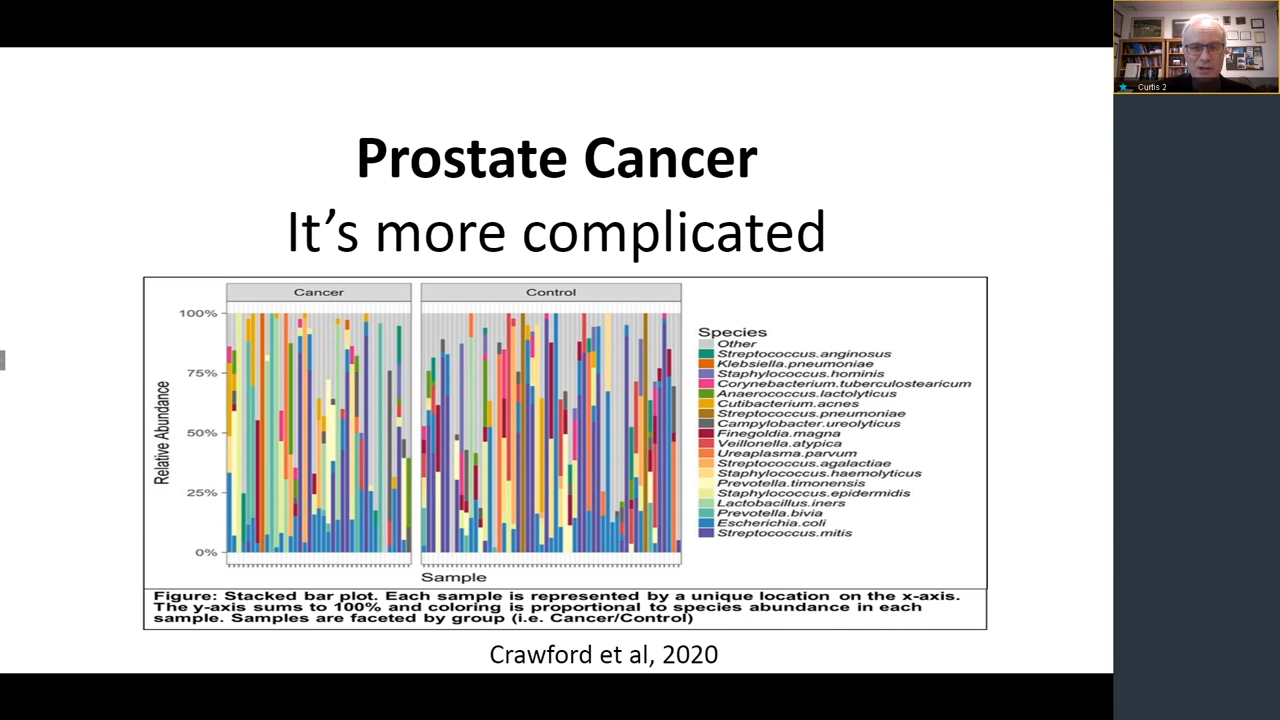 Prostate Cancer
It's more complicated
Cancer
Control
100%
75%
50%
25%
0%
Relative Abundance
Sample
Species
Other
Streptococcus.anginosus
Klebsiella.pneumoniae
Staphylococcus.hominis
Corynebacterium.tuberculostearicum
Anaerococcus.lactolyticus
Cutibacterium.acnes
Streptococcus.pneumoniae
Campylobacter.ureolyticus
Finegoldia.magna
Veillonella.atypica
Ureaplasma.parvum
Streptococcus.agalactiae
Staphylococcus.haemolyticus
Prevotella.timonensis
Staphylococcus.epidermidis
Lactobacillus.iners
Prevotella.bivia
Escherichia.coli
Streptococcus.mitis
Figure: Stacked bar plot. Each sample is represented by a unique location on the x-axis.
The y-axis sums to 100% and coloring is proportional to species abundance in each
sample. Samples are faceted by group (i.e. Cancer/Control)
Crawford et al, 2020
Curtis 2